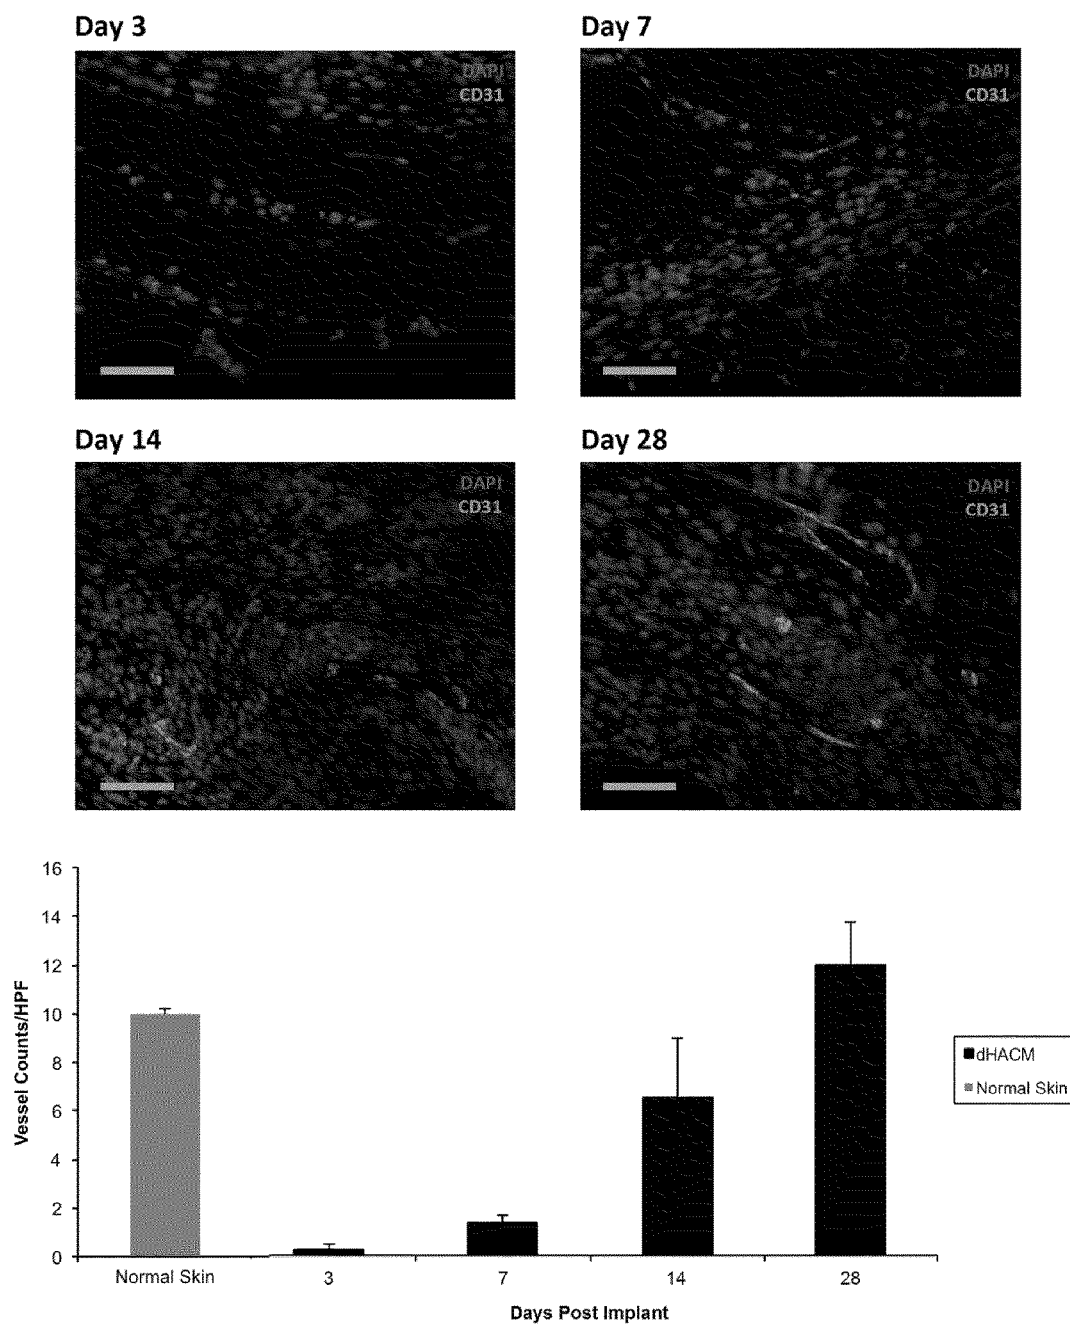 Day 3
Day 7
DAPI
CD31
DAPI
CD31
Day 14
Day 28
DAPI
CD31
DAPI
CD31
16
14
12
10
8
6
4
2
0
Vessel Counts/HPF
Normal Skin
3
7
14
28
Days Post Implant
dHACM
Normal Skin